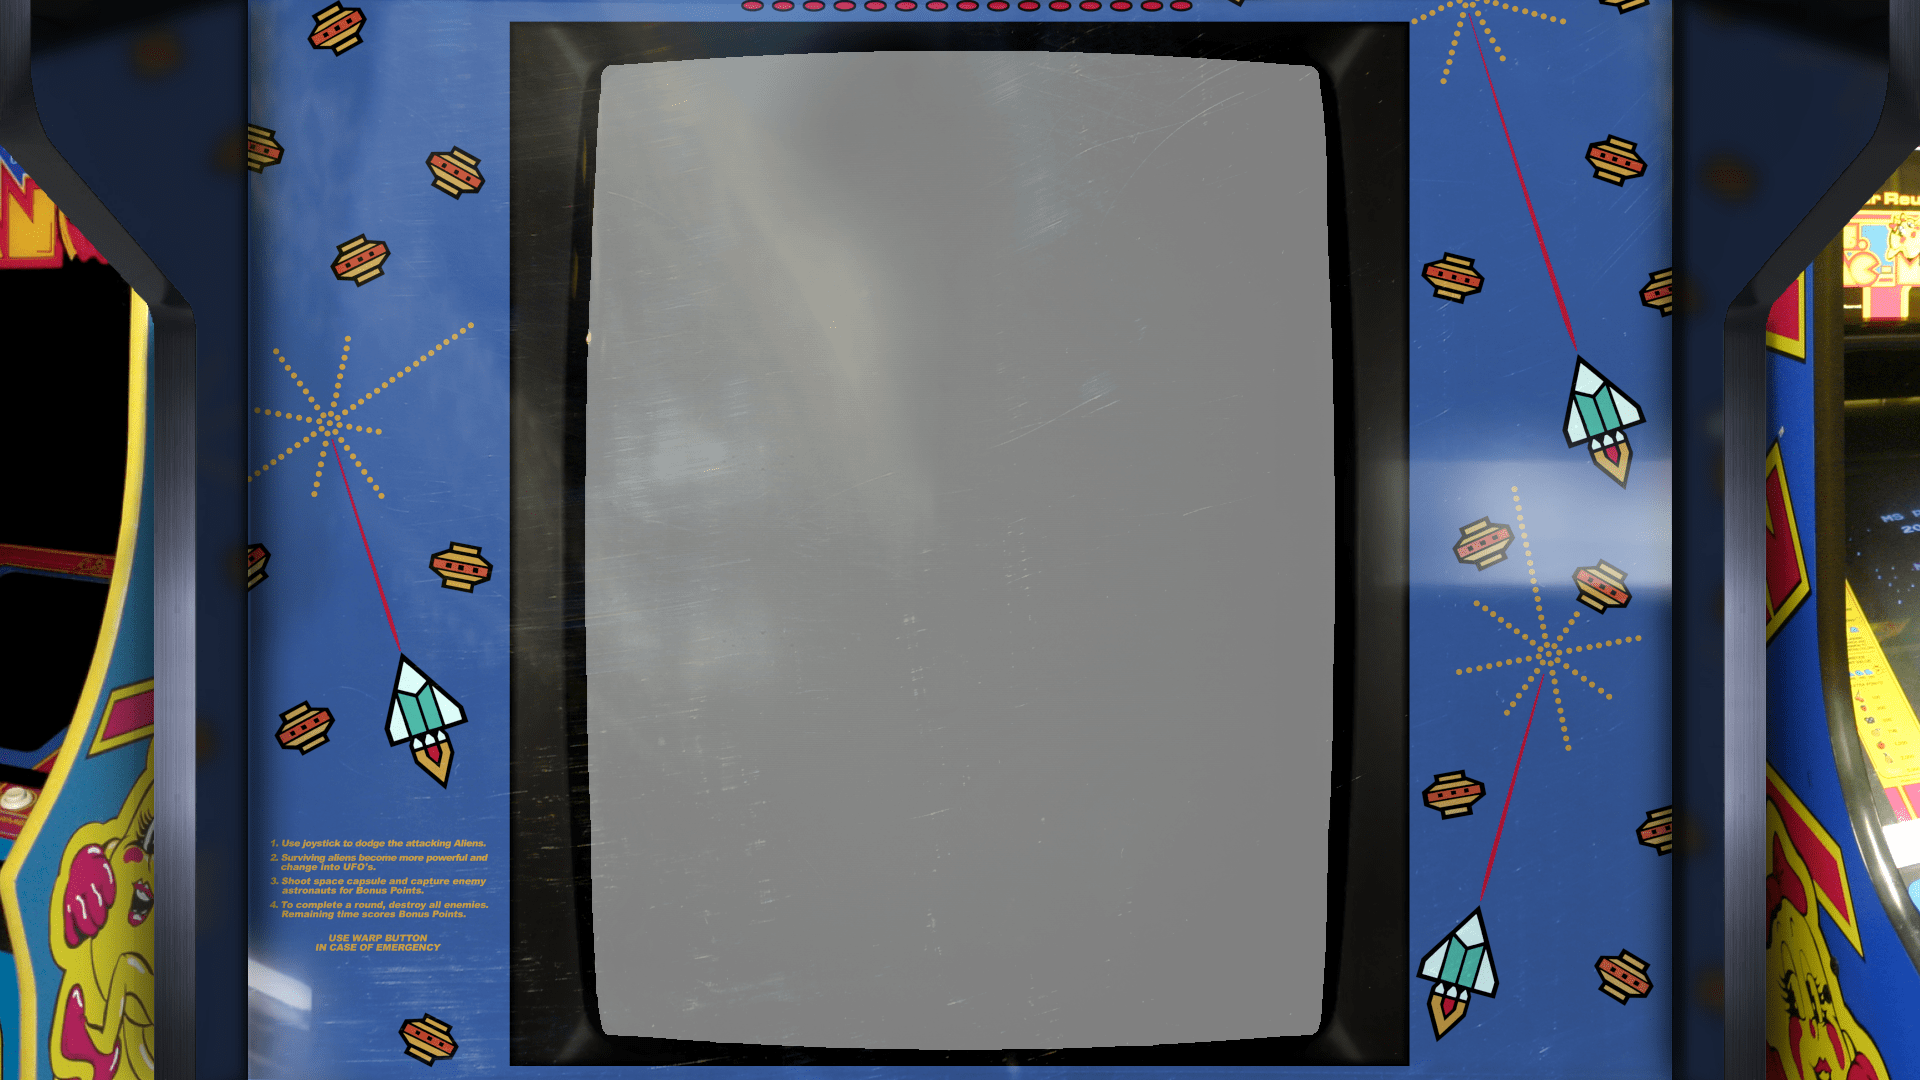 1. Use joystick to dodge the attacking Aliens.
2. Surviving aliens become more powerful and
change into UFO's.
3. Shoot space capsule and capture enemy
astronauts for Bonus Points.
4. To complete a round, destroy all enemies.
Remaining time scores Bonus Points.
USE WARP BUTTON
IN CASE OF EMERGENCY
MS